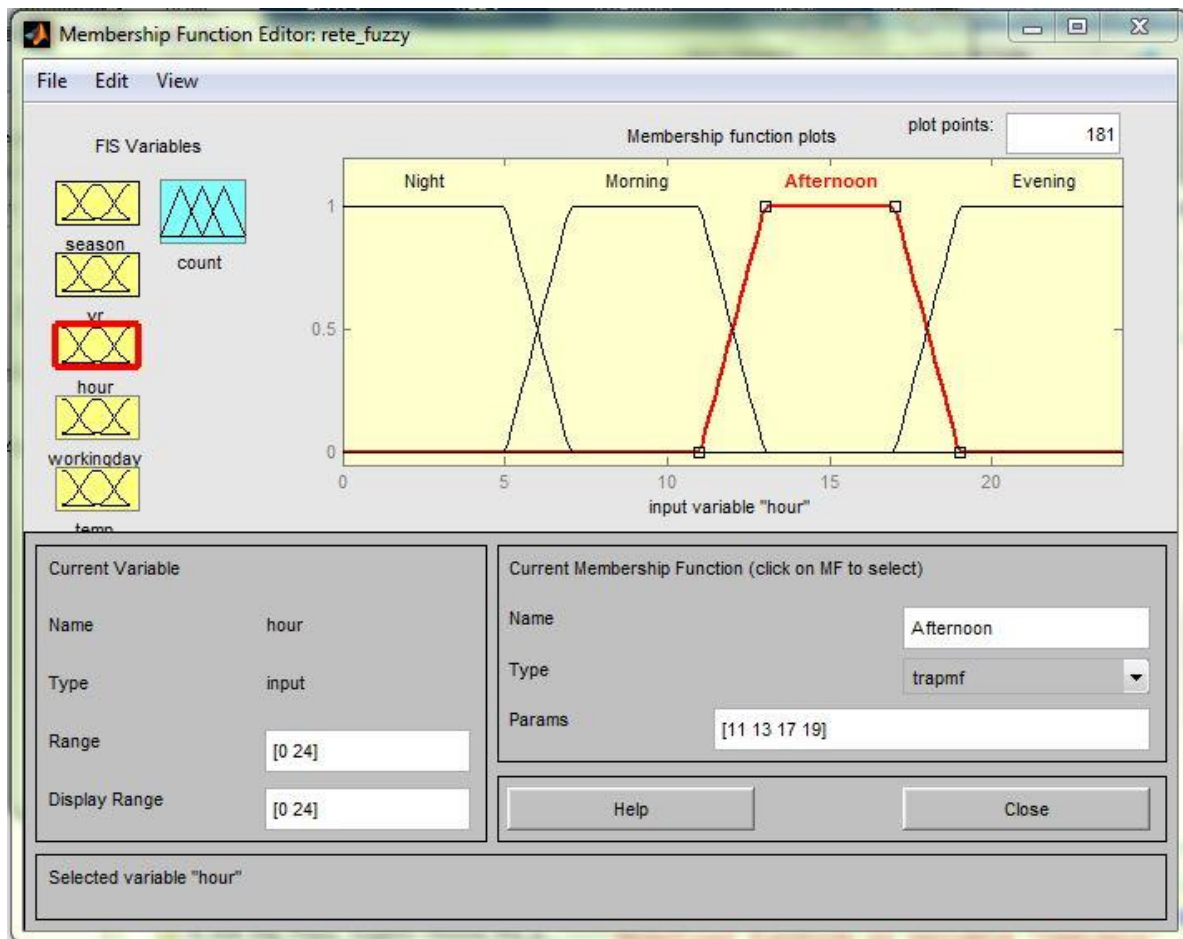 Membership Function Editor: rete_fuzzy
File Edit View
FIS Variables
season
yr
hour
workingday
temp
count
Membership function plots
plot points:
181
Night Morning Afternoon Evening
1
0.5
0
0 5 10 15 20
input variable "hour"
Current Variable
Name hour
Type input
Range [0 24]
Display Range [0 24]
Current Membership Function (click on MF to select)
Name Afternoon
Type trapmf
Params [11 13 17 19]
Help Close
Selected variable "hour"